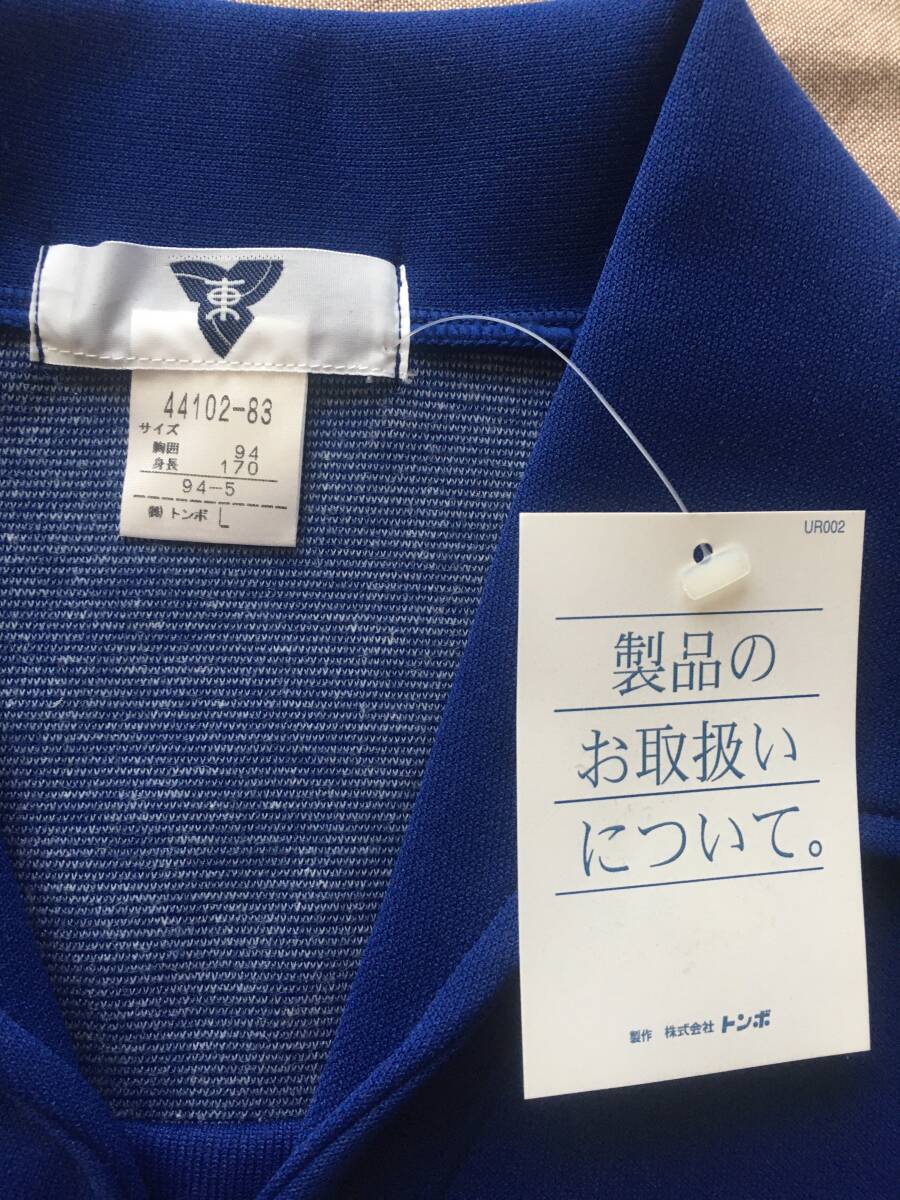 東
44102-83
サイズ
胸囲 94
身長 170
94-5
㈱トンボ L
UR002
製品の
お取扱い
について。
製作 株式会社 トンボ